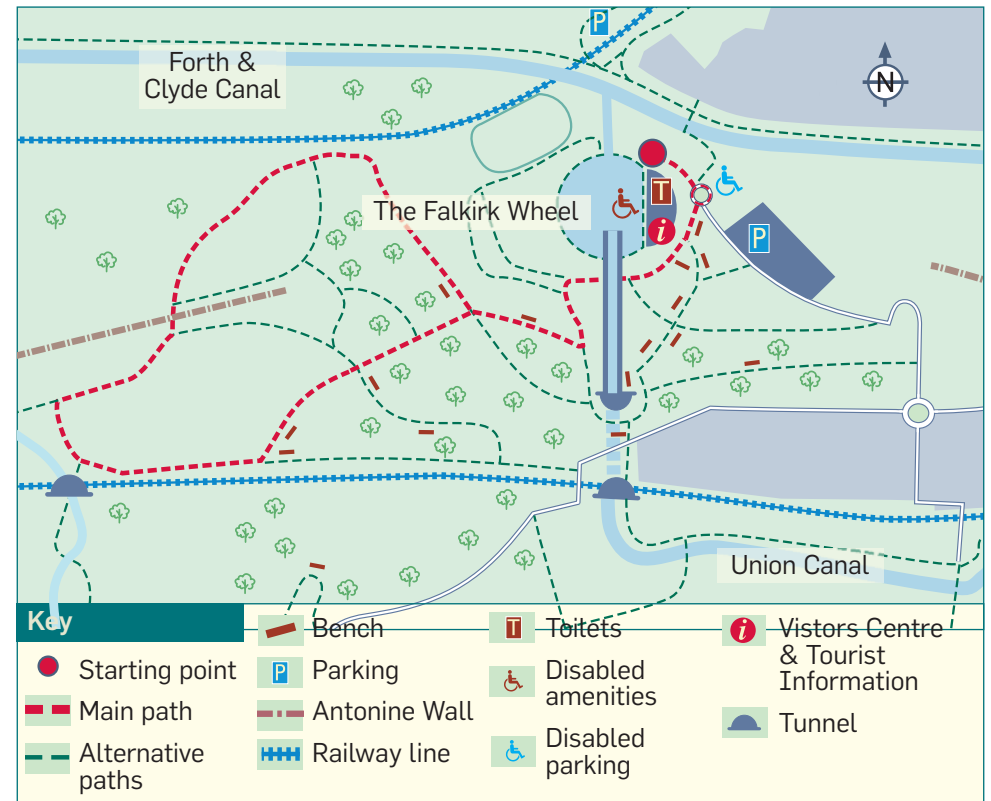 P
Forth &
Clyde Canal
N
The Falkirk Wheel
T
i
P
Union Canal
Key
Starting point
Main path
Alternative
paths
Bench
P
Parking
Antonine Wall
Railway line
T
Toitets
Disabled
amenities
Disabled
parking
i
Vistors Centre
& Tourist
Information
Tunnel